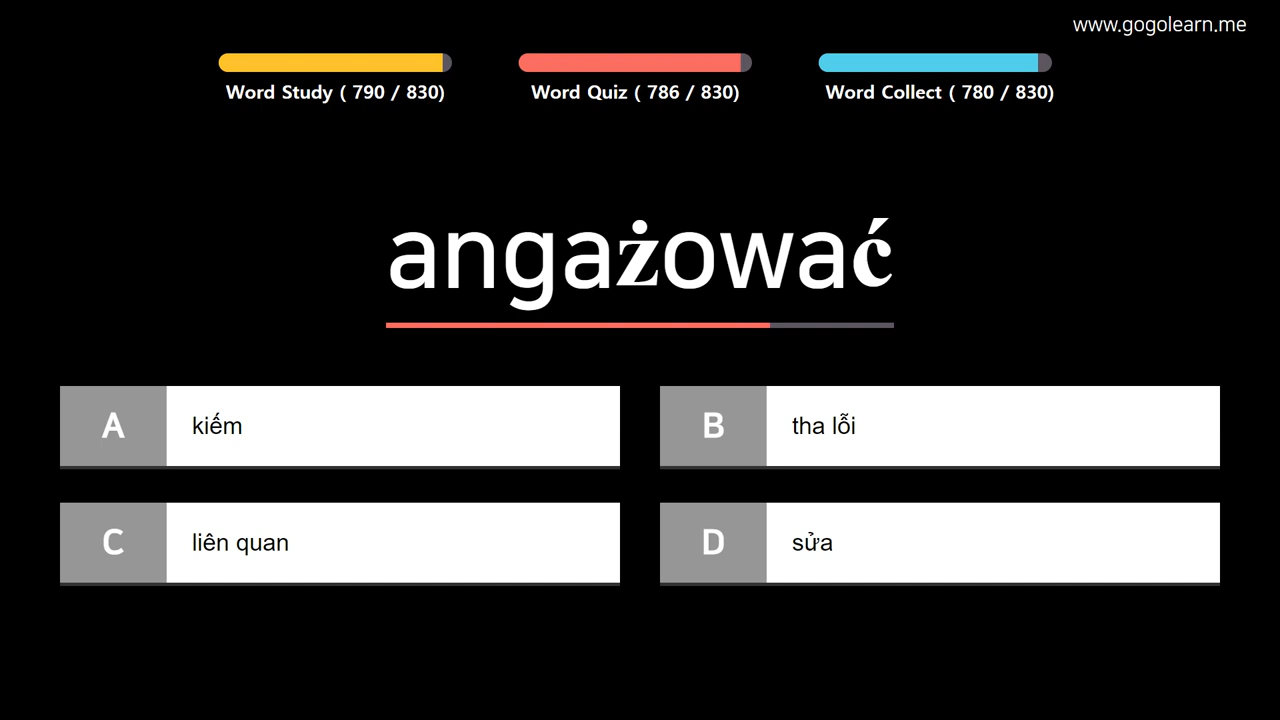 www.gogolearn.me
Word Study ( 790 / 830)
Word Quiz ( 786 / 830)
Word Collect ( 780 / 830)
angażować
A kiếm
B tha lỗi
C liên quan
D sửa